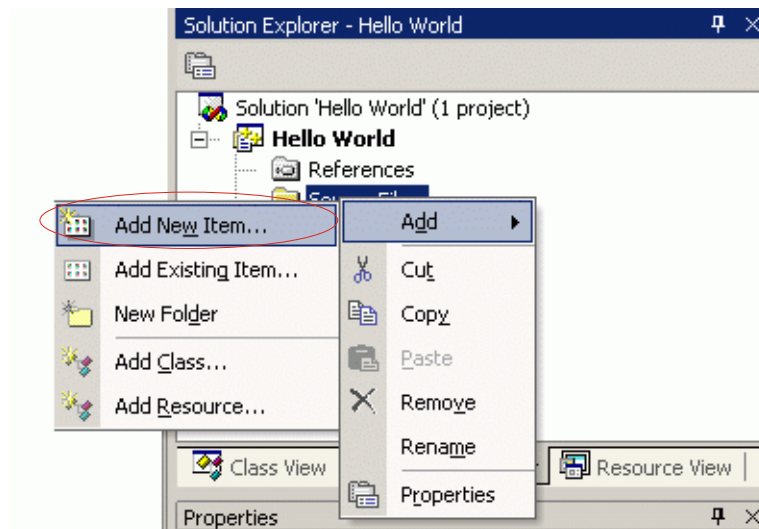 Solution Explorer - Hello World
Solution 'Hello World' (1 project)
Hello World
References
Add New Item...
Add Existing Item...
New Folder
Add Class...
Add Resource...
Add
Cut
Copy
Paste
Remove
Rename
Properties
Class View
Resource View
Properties